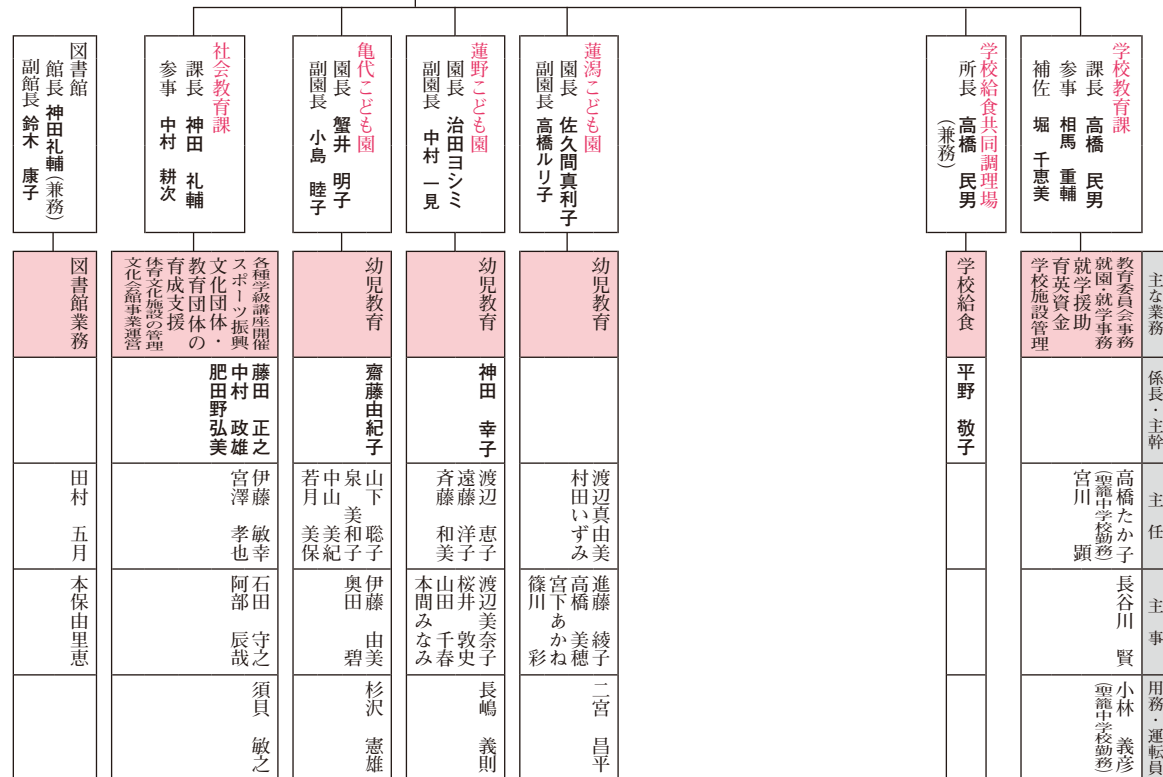 学校教育課
課長 高橋 民男
参事 相馬 重輔
補佐 堀 千恵美
学校給食共同調理場
所長 高橋 民男
(兼務)
蓮潟こども園
園長 佐久間真利子
副園長 高橋ルリ子
蓮野こども園
園長 治田ヨシミ
副園長 中村 一見
亀代こども園
園長 蟹井 明子
副園長 小島 睦子
社会教育課
課長 神田 礼輔
参事 中村 耕次
図書館
館長 神田礼輔(兼務)
副館長 鈴木 康子
主な業務
教育委員会事務
就園・就学事務
就学援助
育英資金
学校施設管理
学校給食
幼児教育
幼児教育
幼児教育
各種学級講座開催
スポーツ振興
文化団体・
教育団体の
育成支援
体育文化施設の管理
文化会館事業運営
図書館業務
係長・主幹
平野 敬子
神田 幸子
齋藤由紀子
藤田 正之
中村 政雄
肥田野弘美
主任
高橋たか子
(聖籠中学校勤務)
宮川 顕
渡辺真由美
村田いずみ
渡辺 恵子
遠藤 洋子
斉藤 和美
山下 聡子
泉 美和子
中山 美紀
若月 美保
伊藤 敏幸
宮澤 孝也
田村 五月
主事
長谷川 賢
進藤 綾子
高橋 美穂
宮下あかね
篠川 彩
渡辺美奈子
桜井 敦史
山田 千春
本間みなみ
伊藤 由美
奥田 碧
石田 守之
阿部 辰哉
本保由里恵
用務・運転員
小林 義彦
(聖籠中学校勤務)
二宮 昌平
長嶋 義則
杉沢 憲雄
須貝 敏之